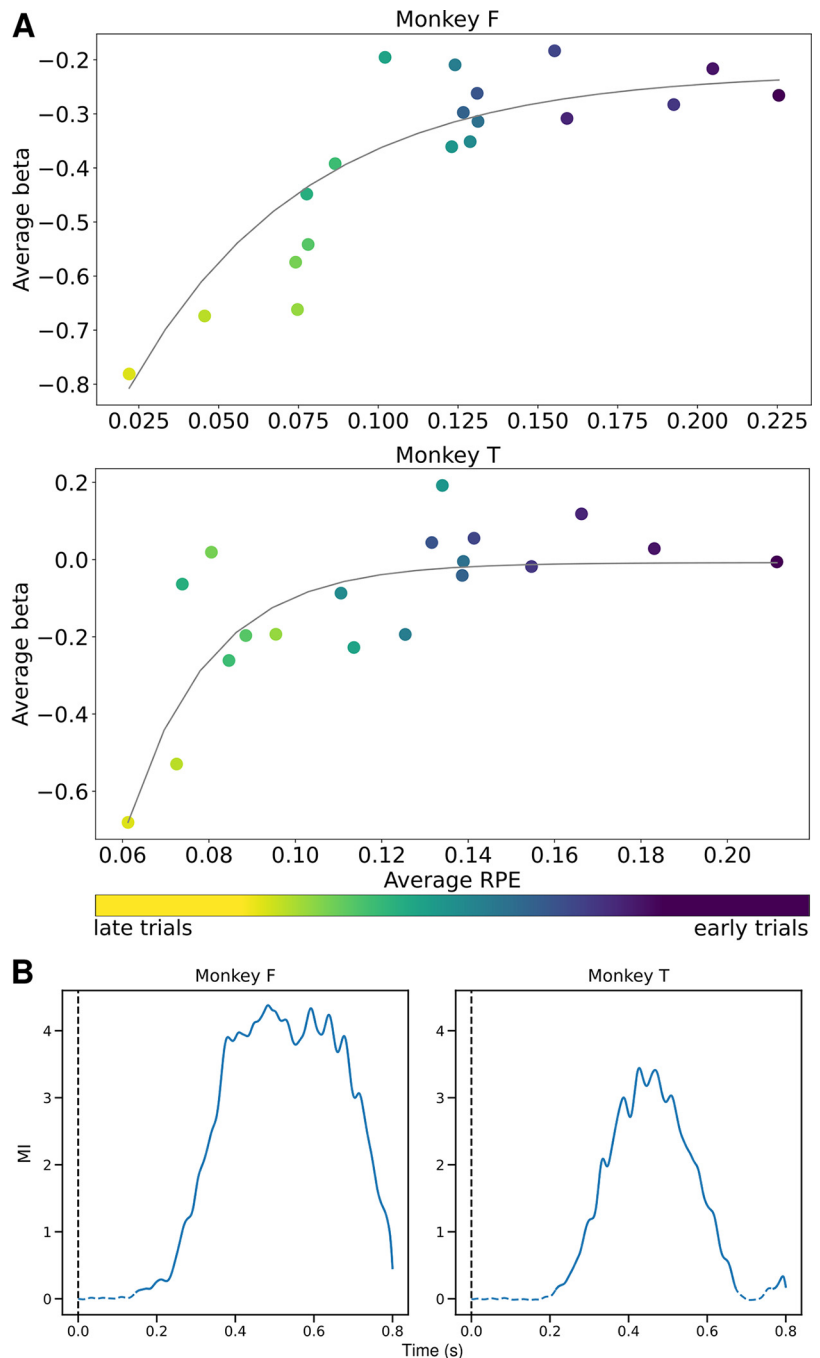 A
Monkey F
−0.2
−0.3
−0.4
−0.5
−0.6
−0.7
−0.8
Average beta
0.025 0.050 0.075 0.100 0.125 0.150 0.175 0.200 0.225
Monkey T
0.2
0.0
−0.2
−0.4
−0.6
Average beta
0.06 0.08 0.10 0.12 0.14 0.16 0.18 0.20
Average RPE
late trials early trials
B
Monkey F Monkey T
4 4
3 3
2 2
1 1
0 0
MI
0.0 0.2 0.4 0.6 0.8 0.0 0.2 0.4 0.6 0.8
Time (s)